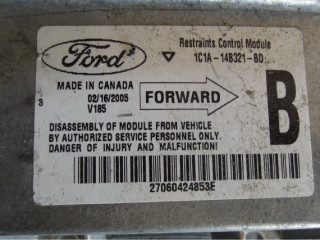 Ford
Restraints Control Module
1C1A-14B321-BD
MADE IN CANADA
02/16/2005
V185
3
FORWARD
B
DISASSEMBLY OF MODULE FROM VEHICLE
BY AUTHORIZED SERVICE PERSONNEL ONLY.
DANGER OF INJURY AND MALFUNCTION!
27060424853E